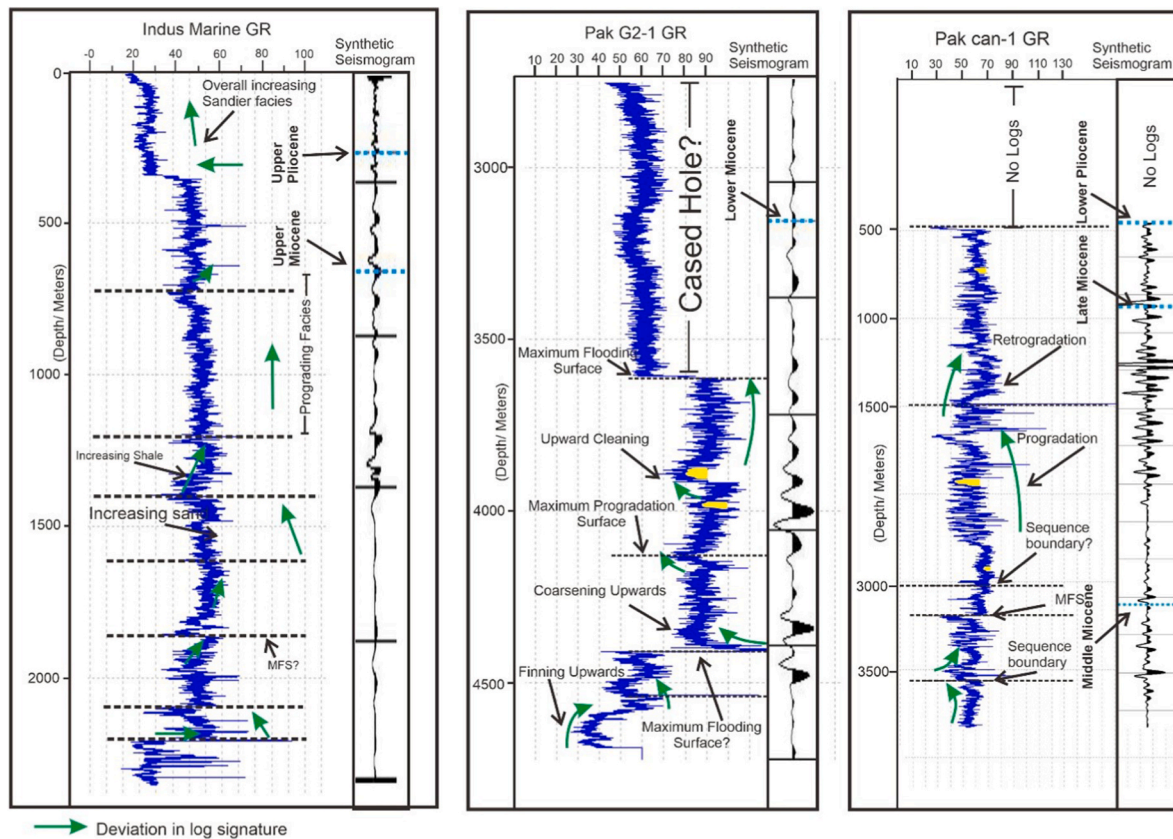 Indus Marine GR
-0 20 40 60 80 100
Synthetic
Seismogram
0
500
1000
1500
2000
(Depth/ Meters)
Overall increasing
Sandier facies
Upper
Pliocene
Upper
Miocene
Prograding Facies
Increasing Shale
Increasing sand
MFS?
Pak G2-1 GR
10 20 30 40 50 60 70 80 90
Synthetic
Seismogram
3000
3500
4000
4500
(Depth/ Meters)
Cased Hole?
Lower Miocene
Maximum Flooding
Surface
Upward Cleaning
Maximum Progradation
Surface
Coarsening Upwards
Finning Upwards
Maximum Flooding
Surface?
Pak can-1 GR
10 30 50 70 90 110 130
Synthetic
Seismogram
No Logs
No Logs
500
1000
1500
3000
3500
(Depth/ Meters)
Lower Pliocene
Late Miocene
Retrogradation
Progradation
Sequence
boundary?
MFS
Middle Miocene
Sequence
boundary
Deviation in log signature